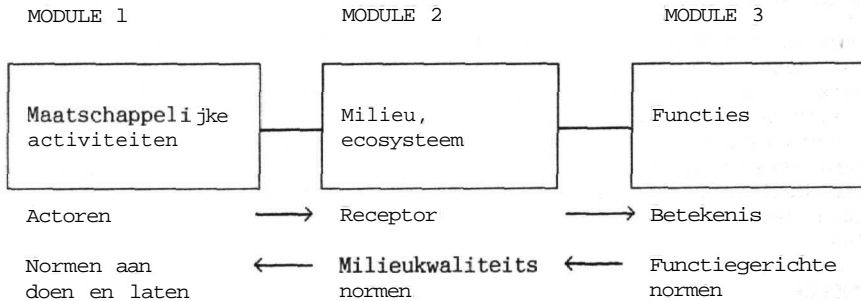 MODULE 1 MODULE 2 MODULE 3
Maatschappelijke Milieu, Functies
activiteiten ecosysteem
Actoren → Receptor → Betekenis
Normen aan ← Milieukwaliteits ← Functiegerichte
doen en laten normen normen